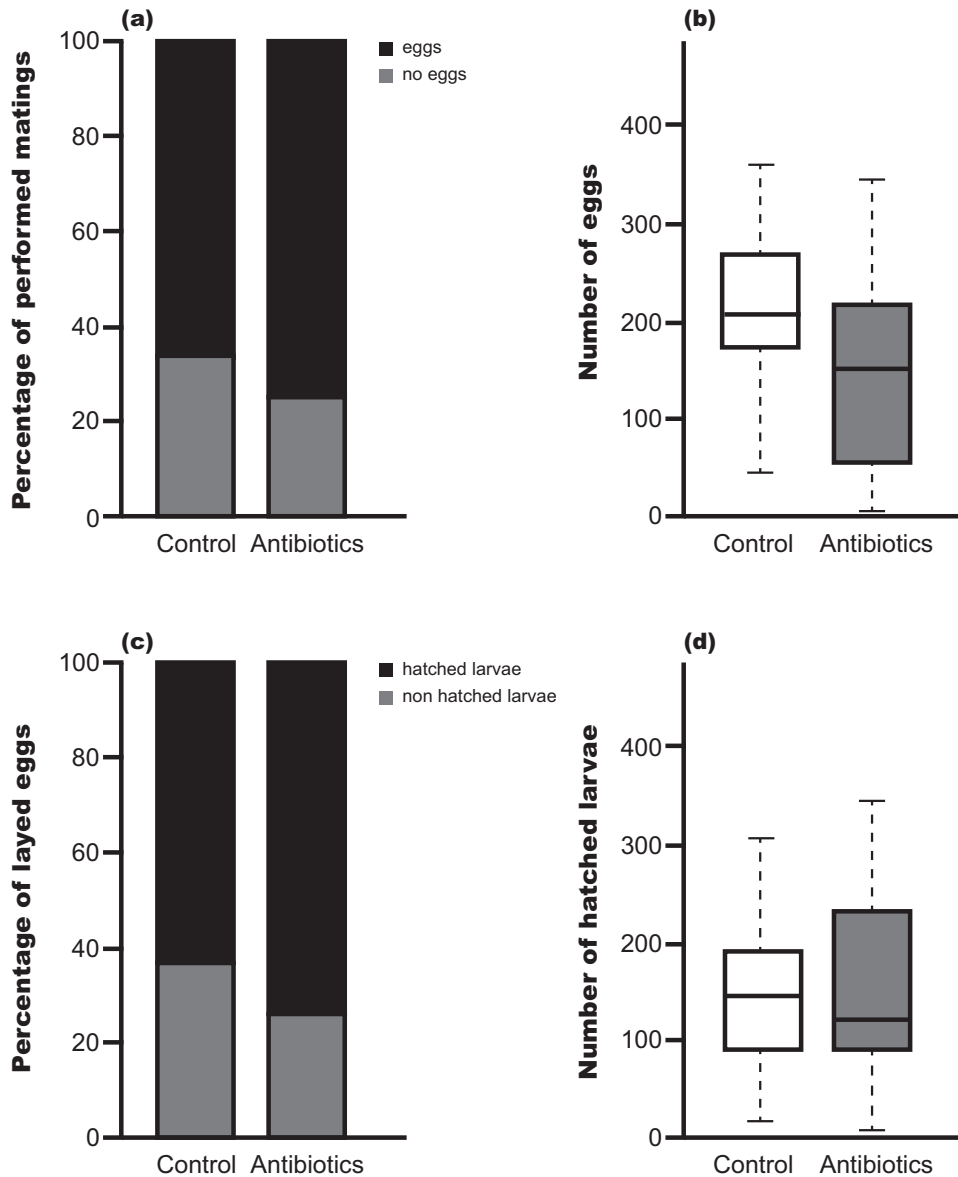 (a)
Percentage of performed matings
100
80
60
40
20
0
Control Antibiotics
eggs
no eggs
(b)
Number of eggs
400
300
200
100
0
Control Antibiotics
(c)
Percentage of layed eggs
100
80
60
40
20
0
Control Antibiotics
hatched larvae
non hatched larvae
(d)
Number of hatched larvae
400
300
200
100
0
Control Antibiotics